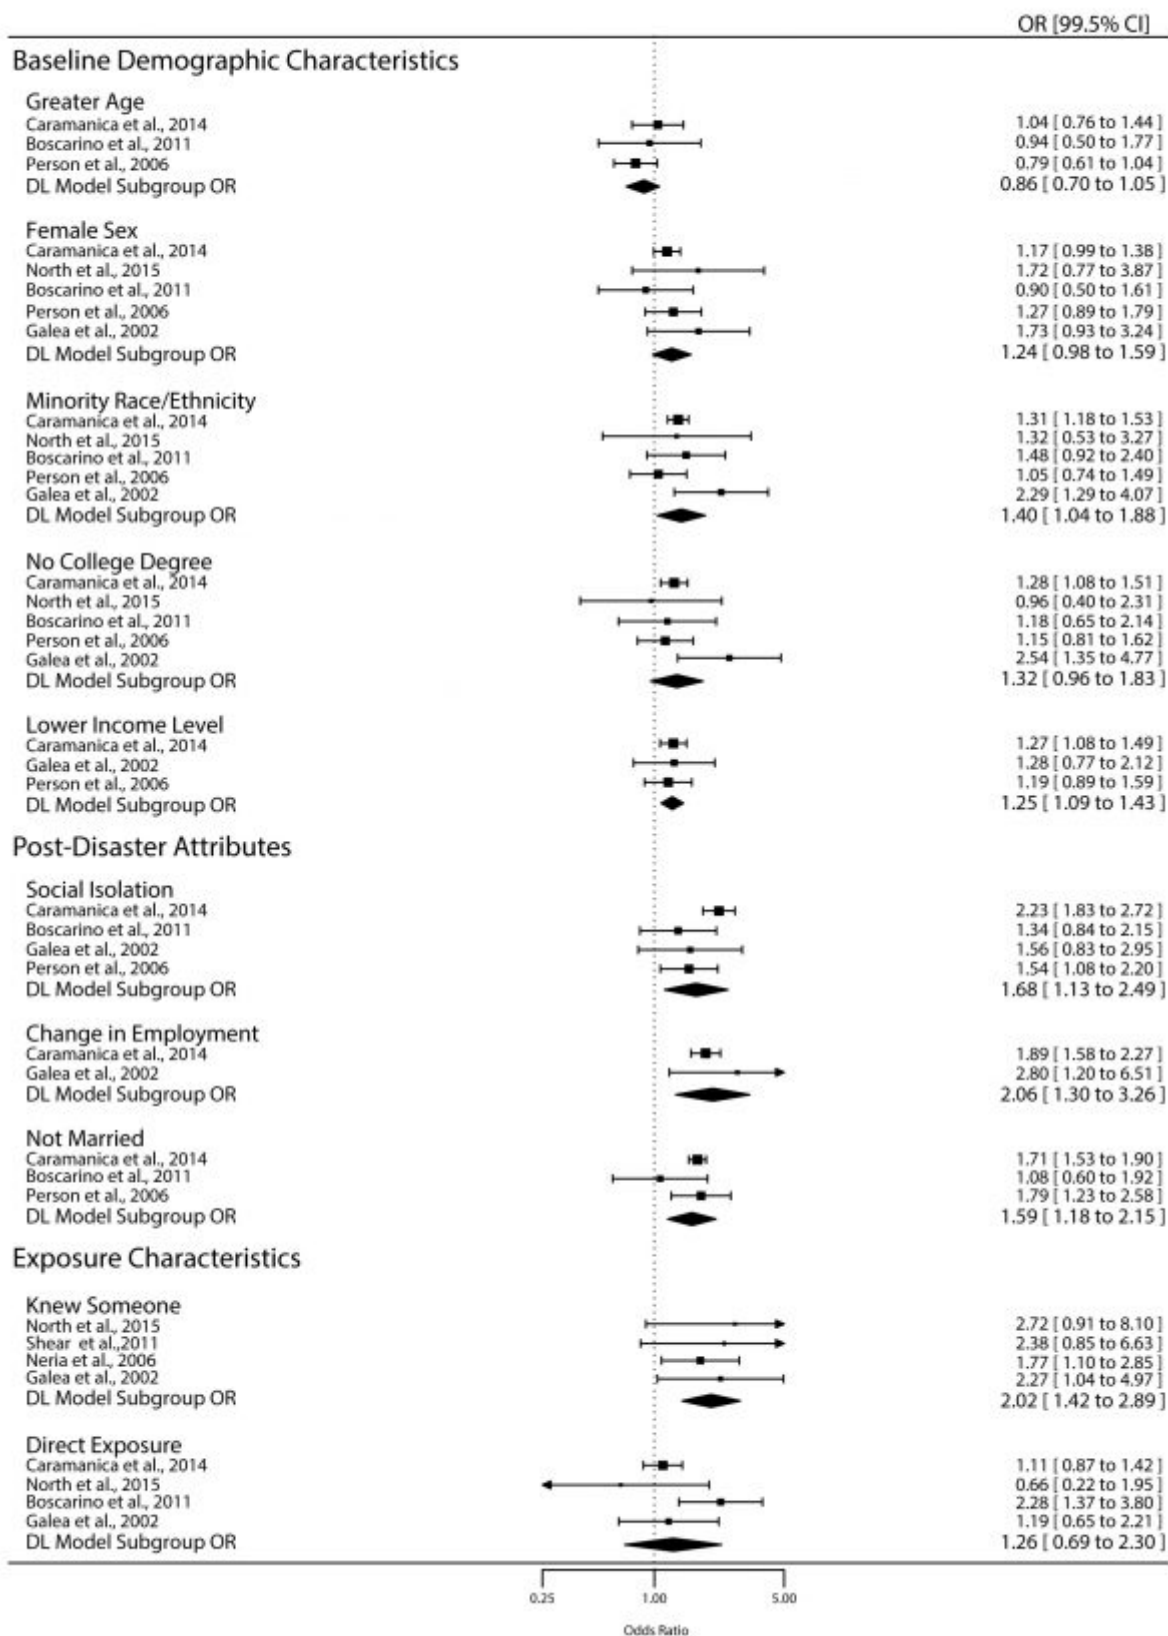 OR [99.5% CI]
Baseline Demographic Characteristics
Greater Age
Caramanica et al., 2014 1.04 [ 0.76 to 1.44 ]
Boscarino et al., 2011 0.94 [ 0.50 to 1.77 ]
Person et al., 2006 0.79 [ 0.61 to 1.04 ]
DL Model Subgroup OR 0.86 [ 0.70 to 1.05 ]
Female Sex
Caramanica et al., 2014 1.17 [ 0.99 to 1.38 ]
North et al., 2015 1.72 [ 0.77 to 3.87 ]
Boscarino et al., 2011 0.90 [ 0.50 to 1.61 ]
Person et al., 2006 1.27 [ 0.89 to 1.79 ]
Galea et al., 2002 1.73 [ 0.93 to 3.24 ]
DL Model Subgroup OR 1.24 [ 0.98 to 1.59 ]
Minority Race/Ethnicity
Caramanica et al., 2014 1.31 [ 1.18 to 1.53 ]
North et al., 2015 1.32 [ 0.53 to 3.27 ]
Boscarino et al., 2011 1.48 [ 0.92 to 2.40 ]
Person et al., 2006 1.05 [ 0.74 to 1.49 ]
Galea et al., 2002 2.29 [ 1.29 to 4.07 ]
DL Model Subgroup OR 1.40 [ 1.04 to 1.88 ]
No College Degree
Caramanica et al., 2014 1.28 [ 1.08 to 1.51 ]
North et al., 2015 0.96 [ 0.40 to 2.31 ]
Boscarino et al., 2011 1.18 [ 0.65 to 2.14 ]
Person et al., 2006 1.15 [ 0.81 to 1.62 ]
Galea et al., 2002 2.54 [ 1.35 to 4.77 ]
DL Model Subgroup OR 1.32 [ 0.96 to 1.83 ]
Lower Income Level
Caramanica et al., 2014 1.27 [ 1.08 to 1.49 ]
Galea et al., 2002 1.28 [ 0.77 to 2.12 ]
Person et al., 2006 1.19 [ 0.89 to 1.59 ]
DL Model Subgroup OR 1.25 [ 1.09 to 1.43 ]
Post-Disaster Attributes
Social Isolation
Caramanica et al., 2014 2.23 [ 1.83 to 2.72 ]
Boscarino et al., 2011 1.34 [ 0.84 to 2.15 ]
Galea et al., 2002 1.56 [ 0.83 to 2.95 ]
Person et al., 2006 1.54 [ 1.08 to 2.20 ]
DL Model Subgroup OR 1.68 [ 1.13 to 2.49 ]
Change in Employment
Caramanica et al., 2014 1.89 [ 1.58 to 2.27 ]
Galea et al., 2002 2.80 [ 1.20 to 6.51 ]
DL Model Subgroup OR 2.06 [ 1.30 to 3.26 ]
Not Married
Caramanica et al., 2014 1.71 [ 1.53 to 1.90 ]
Boscarino et al., 2011 1.08 [ 0.60 to 1.92 ]
Person et al., 2006 1.79 [ 1.23 to 2.58 ]
DL Model Subgroup OR 1.59 [ 1.18 to 2.15 ]
Exposure Characteristics
Knew Someone
North et al., 2015 2.72 [ 0.91 to 8.10 ]
Shear et al.,2011 2.38 [ 0.85 to 6.63 ]
Neria et al., 2006 1.77 [ 1.10 to 2.85 ]
Galea et al., 2002 2.27 [ 1.04 to 4.97 ]
DL Model Subgroup OR 2.02 [ 1.42 to 2.89 ]
Direct Exposure
Caramanica et al., 2014 1.11 [ 0.87 to 1.42 ]
North et al., 2015 0.66 [ 0.22 to 1.95 ]
Boscarino et al., 2011 2.28 [ 1.37 to 3.80 ]
Galea et al., 2002 1.19 [ 0.65 to 2.21 ]
DL Model Subgroup OR 1.26 [ 0.69 to 2.30 ]
0.25 1.00 5.00
Odds Ratio